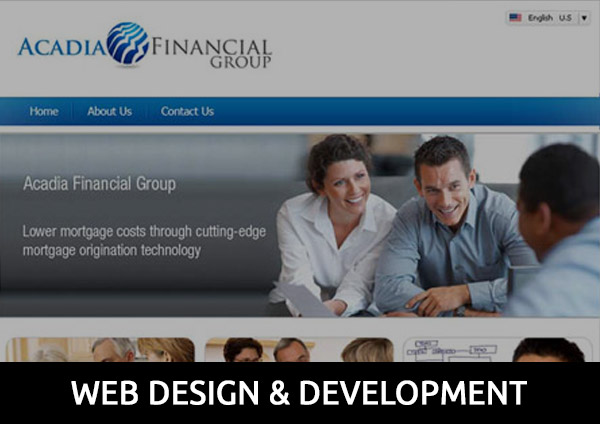 English U.S
ACADIA FINANCIAL
GROUP
Home About Us Contact Us
Acadia Financial Group
Lower mortgage costs through cutting-edge
mortgage origination technology
WEB DESIGN & DEVELOPMENT